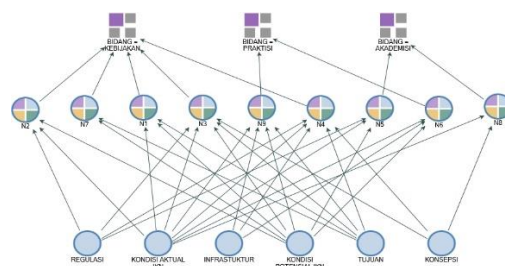 BIDANG =
KEBIJAKAN
BIDANG =
PRAKTISI
BIDANG =
AKADEMISI
N2
N7
N1
N3
N9
N4
N5
N6
N8
REGULASI
KONDISI AKTUAL
INFRASTUKTUR
KONDISI
TUJUAN
KONSEPSI